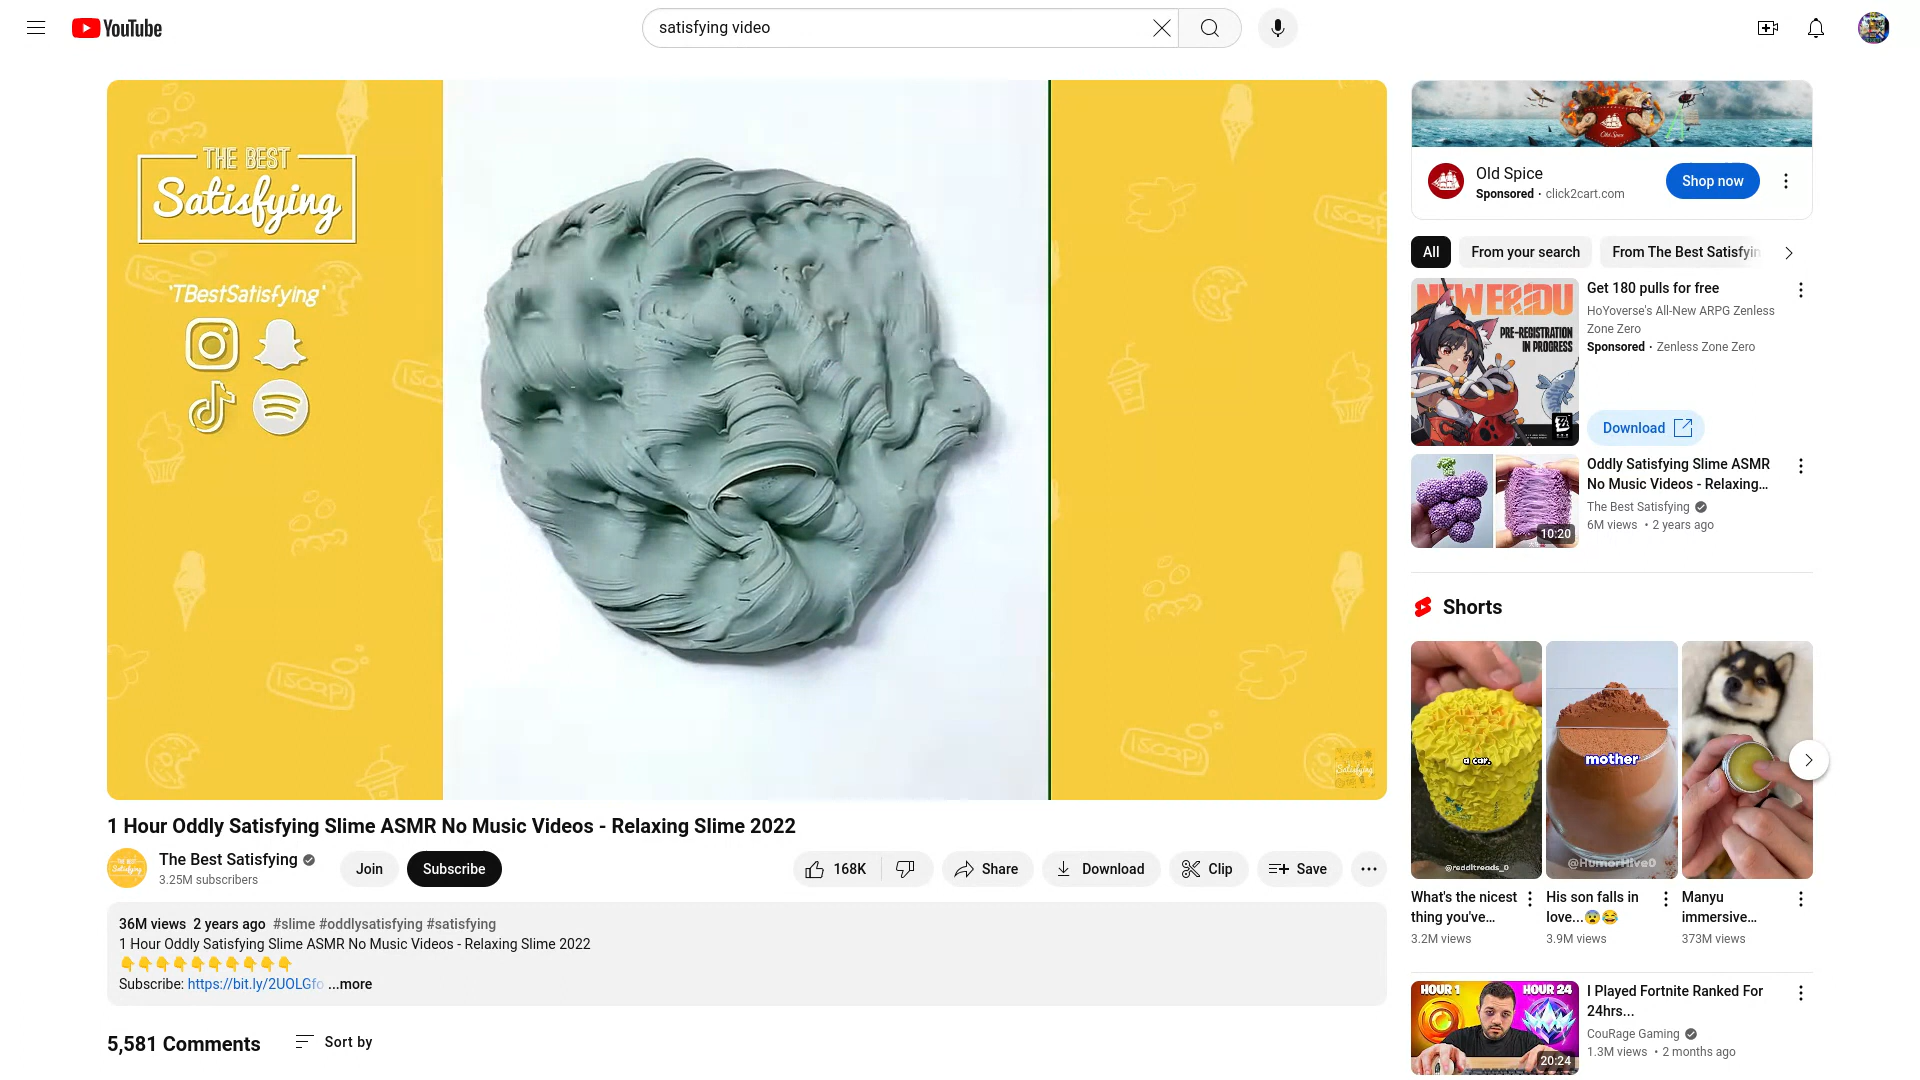 YouTube
satisfying video
THE BEST
Satisfying
'TBestSatisfying'
Old Spice
Old Spice
Sponsored · click2cart.com
Shop now
All
From your search
From The Best Satisfyin
NEW ERIDU
PRE-REGISTRATION
IN PROGRESS
Get 180 pulls for free
HoYoverse's All-New ARPG Zenless
Zone Zero
Sponsored · Zenless Zone Zero
Download
10:20
Oddly Satisfying Slime ASMR
No Music Videos - Relaxing...
The Best Satisfying
6M views • 2 years ago
Shorts
a car.
@redditreads_D
mother
@HumorHiveD
What's the nicest
thing you've...
3.2M views
His son falls in
love...😨😂
3.9M views
Manyu
immersive...
373M views
HOUR 1
HOUR 24
20:24
I Played Fortnite Ranked For
24hrs...
CouRage Gaming
1.3M views • 2 months ago
1 Hour Oddly Satisfying Slime ASMR No Music Videos - Relaxing Slime 2022
The Best Satisfying
3.25M subscribers
Join
Subscribe
168K
Share
Download
Clip
Save
36M views 2 years ago #slime #oddlysatisfying #satisfying
1 Hour Oddly Satisfying Slime ASMR No Music Videos - Relaxing Slime 2022
👇👇👇👇👇👇👇👇👇👇
Subscribe: https://bit.ly/2UOLGfo ...more
5,581 Comments
Sort by